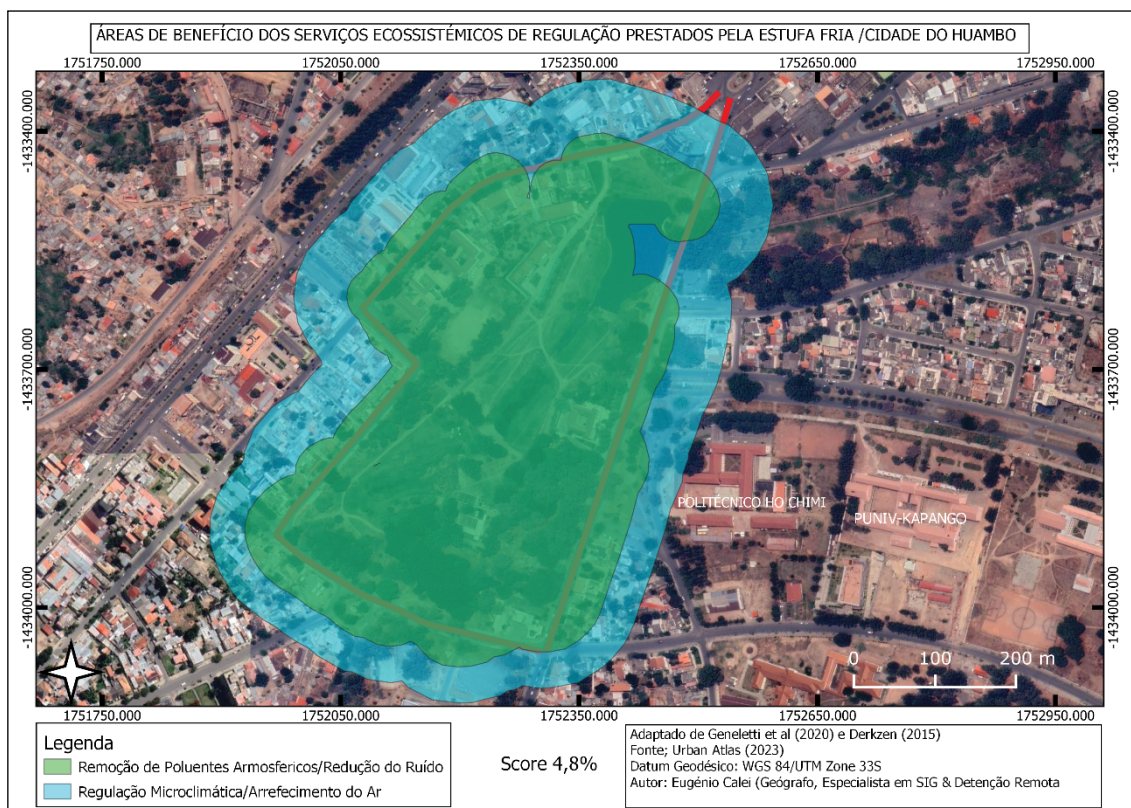 ÁREAS DE BENEFÍCIO DOS SERVIÇOS ECOSSISTÉMICOS DE REGULAÇÃO PRESTADOS PELA ESTUFA FRIA /CIDADE DO HUAMBO
1751750.000 1752050.000 1752350.000 1752650.000 1752950.000
-1433400.000 -1433400.000
-1433700.000 -1433700.000
POLITÉCNICO HO CHIMI
PUNIV-KAPANGO
-1434000.000 -1434000.000
0 100 200 m
1751750.000 1752050.000 1752350.000 1752650.000 1752950.000
Legenda
Remoção de Poluentes Armosfericos/Redução do Ruído
Regulação Microclimática/Arrefecimento do Ar
Score 4,8%
Adaptado de Geneletti et al (2020) e Derkzen (2015)
Fonte; Urban Atlas (2023)
Datum Geodésico: WGS 84/UTM Zone 33S
Autor: Eugénio Calei (Geógrafo, Especialista em SIG & Detenção Remota